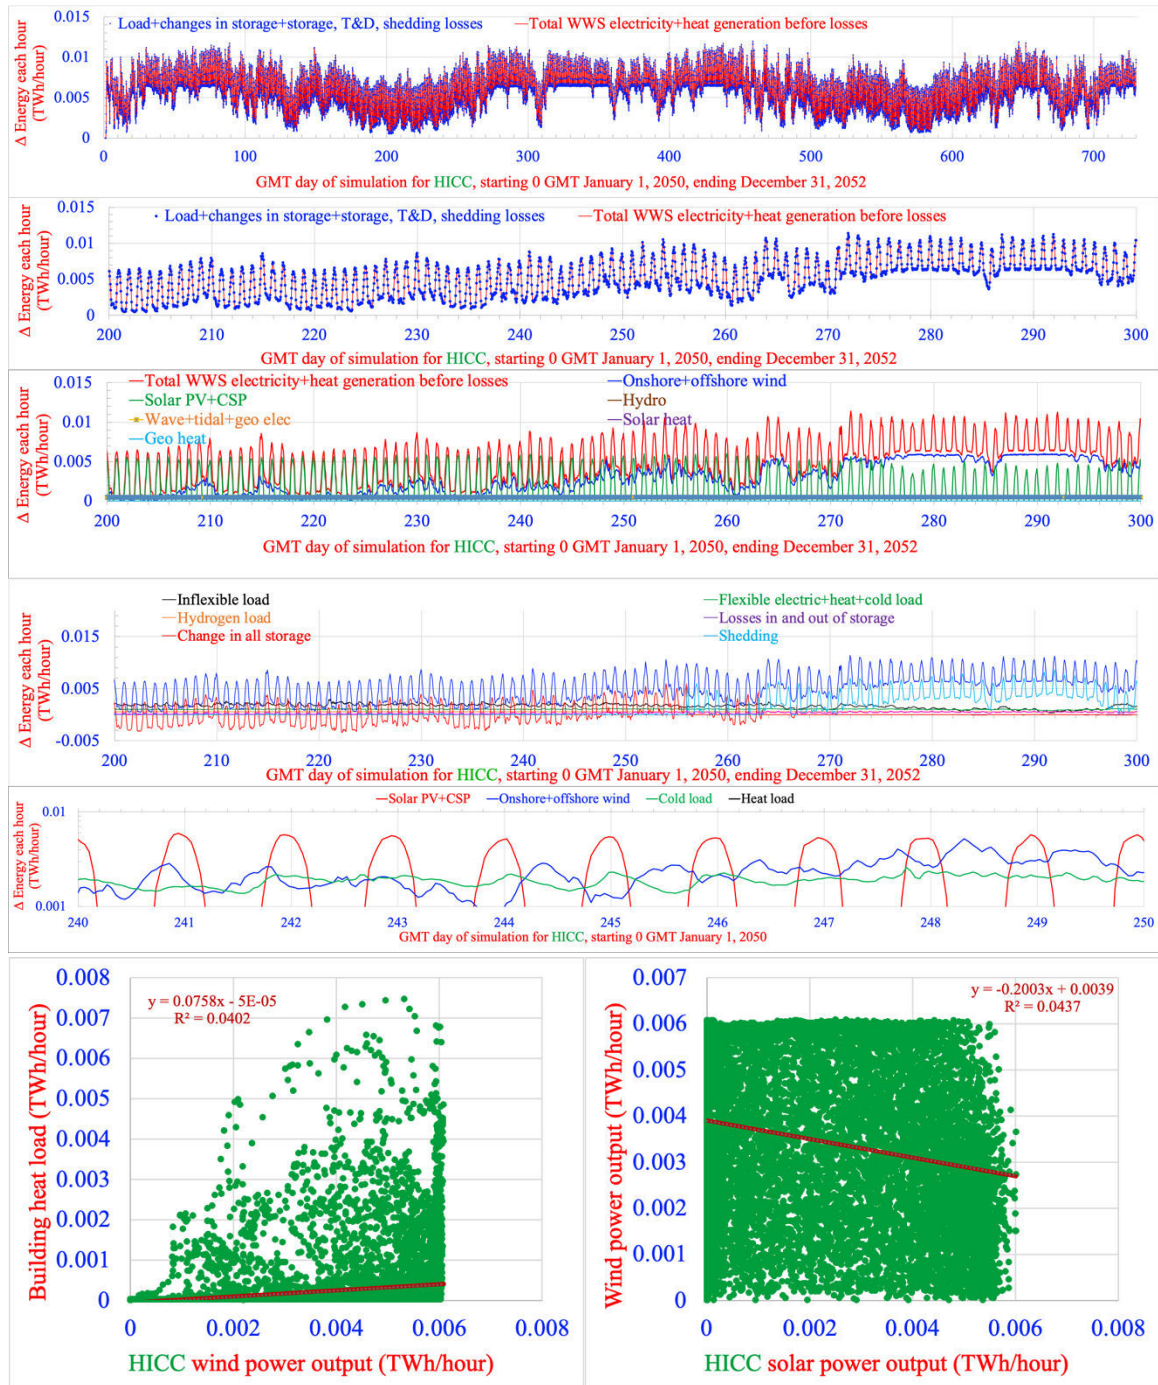 Load+changes in storage+storage, T&D, shedding losses
Total WWS electricity+heat generation before losses
Δ Energy each hour
(TWh/hour)
0.015
0.01
0.005
0
0 100 200 300 400 500 600 700
GMT day of simulation for HICC, starting 0 GMT January 1, 2050, ending December 31, 2052
Load+changes in storage+storage, T&D, shedding losses
Total WWS electricity+heat generation before losses
Δ Energy each hour
(TWh/hour)
0.015
0.01
0.005
0
200 210 220 230 240 250 260 270 280 290 300
GMT day of simulation for HICC, starting 0 GMT January 1, 2050, ending December 31, 2052
Total WWS electricity+heat generation before losses
Onshore+offshore wind
Solar PV+CSP
Hydro
Wave+tidal+geo elec
Solar heat
Geo heat
Δ Energy each hour
(TWh/hour)
0.015
0.01
0.005
0
200 210 220 230 240 250 260 270 280 290 300
GMT day of simulation for HICC, starting 0 GMT January 1, 2050, ending December 31, 2052
Inflexible load
Flexible electric+heat+cold load
Hydrogen load
Losses in and out of storage
Change in all storage
Shedding
Δ Energy each hour
(TWh/hour)
0.015
0.005
-0.005
200 210 220 230 240 250 260 270 280 290 300
GMT day of simulation for HICC, starting 0 GMT January 1, 2050, ending December 31, 2052
Solar PV+CSP Onshore+offshore wind Cold load Heat load
Δ Energy each hour
(TWh/hour)
0.01
0.001
240 241 242 243 244 245 246 247 248 249 250
GMT day of simulation for HICC, starting 0 GMT January 1, 2050
Building heat load (TWh/hour)
0.008
0.007
0.006
0.005
0.004
0.003
0.002
0.001
0
y = 0.0758x - 5E-05
R² = 0.0402
0 0.002 0.004 0.006 0.008
HICC wind power output (TWh/hour)
Wind power output (TWh/hour)
0.007
0.006
0.005
0.004
0.003
0.002
0.001
0
y = -0.2003x + 0.0039
R² = 0.0437
0 0.002 0.004 0.006 0.008
HICC solar power output (TWh/hour)